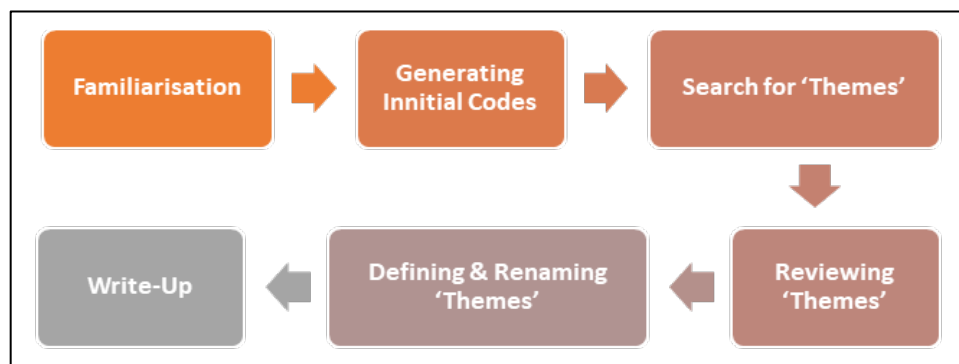 Familiarisation
Generating
Innitial Codes
Search for ‘Themes’
Reviewing
‘Themes’
Defining & Renaming
‘Themes’
Write-Up